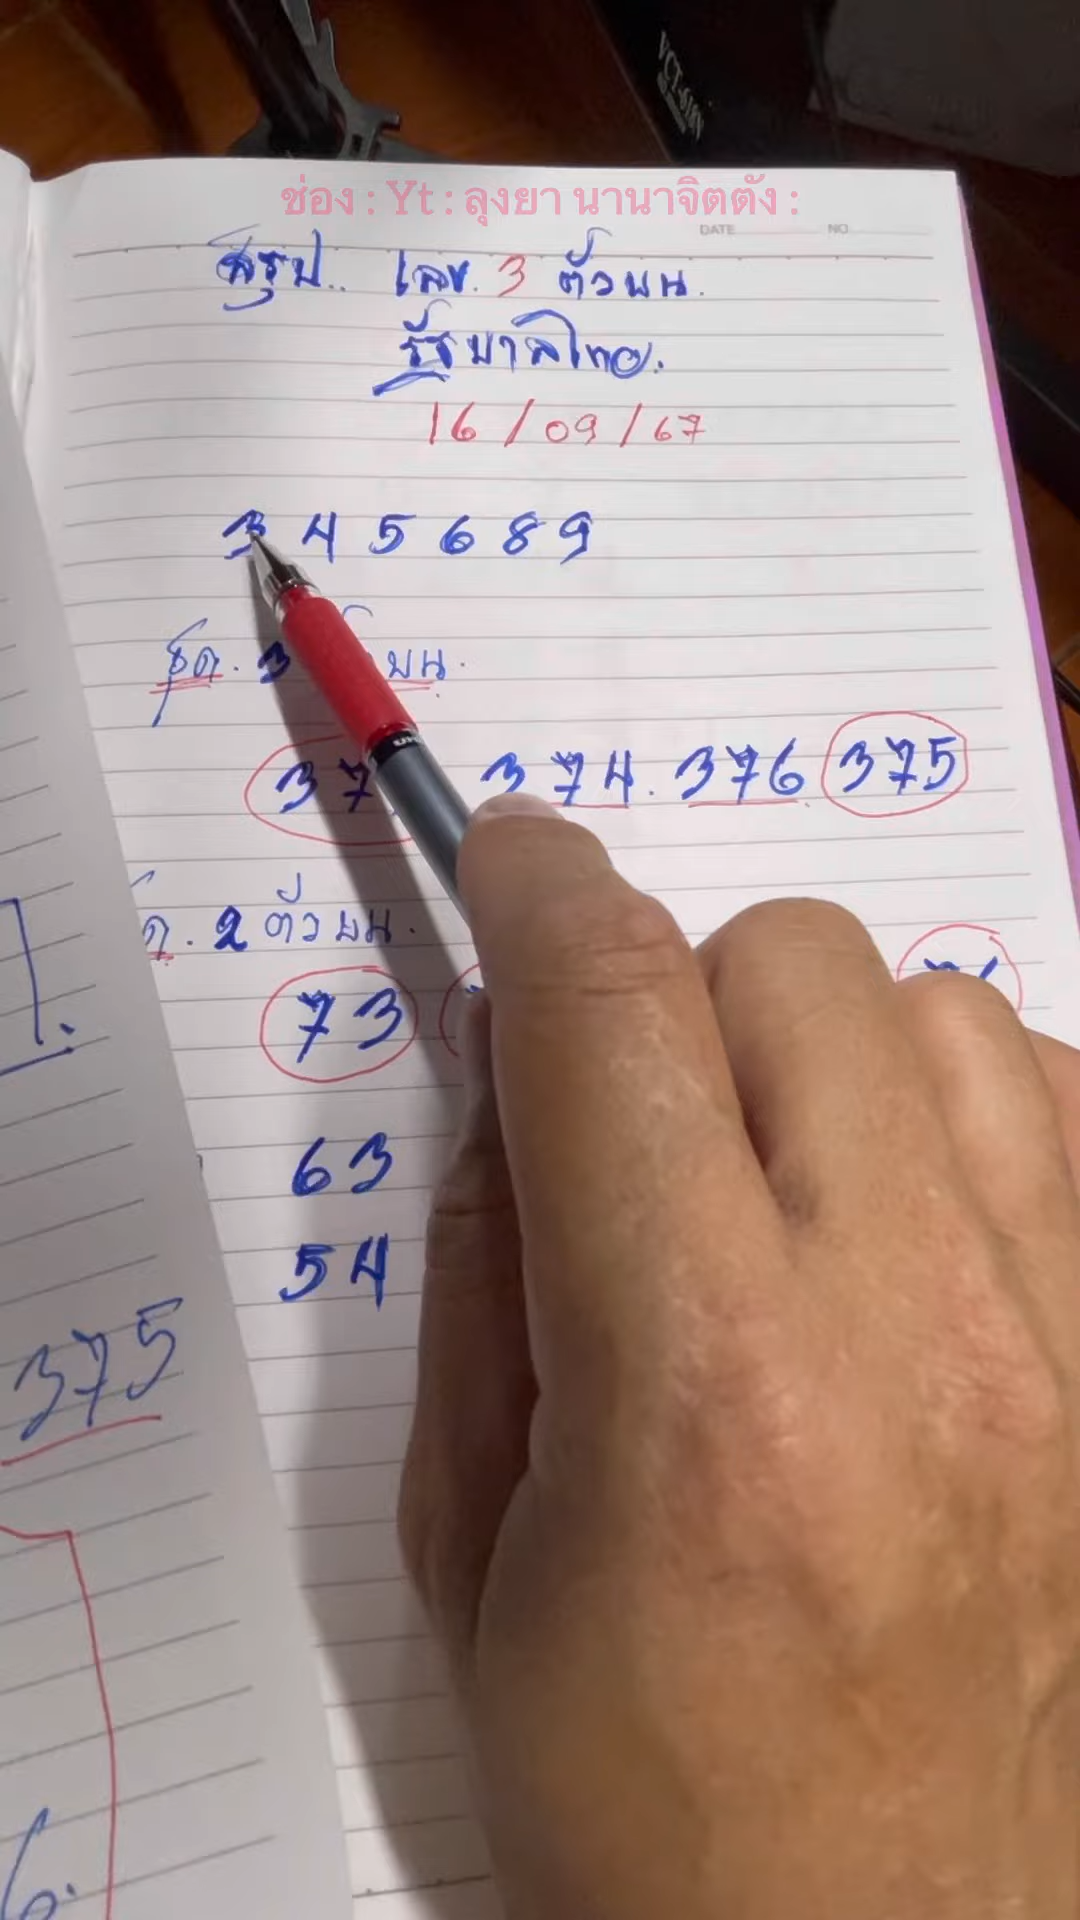 VCT-618N
ช่อง : Yt : ลุงยา นานาจิตตัง :
DATE NO
สรุป.. เลข. 3 ตัวบน.
รัฐบาลไทย.
16 / 09 / 67
3 4 5 6 8 9
ชุด. 3 บน.
37 374. 376 375
2 ตัวบน.
73
63
54
375